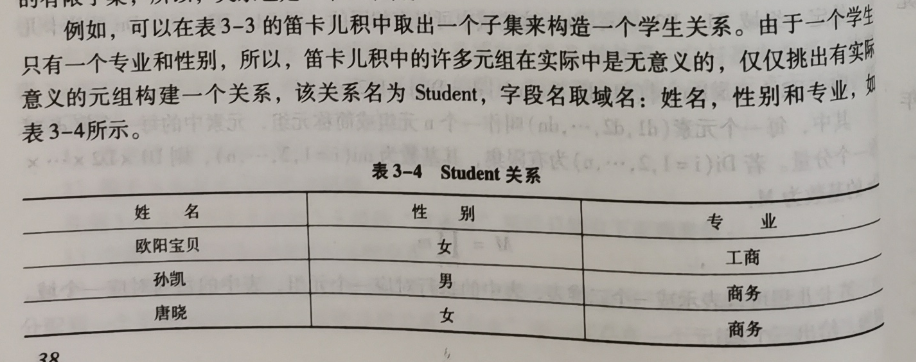 的有限子集，所以，
例如，可以在表3-3的笛卡儿积中取出一个子集来构造一个学生关系。由于一个学生
只有一个专业和性别，所以，笛卡儿积中的许多元组在实际中是无意义的，仅仅挑出有实际
意义的元组构建一个关系，该关系名为 Student，字段名取域名：姓名，性别和专业，如
表3-4所示。
表 3-4 Student 关系
姓 名 性 别 专 业
欧阳宝贝 女 工商
孙凯 男 商务
唐晓 女 商务
38